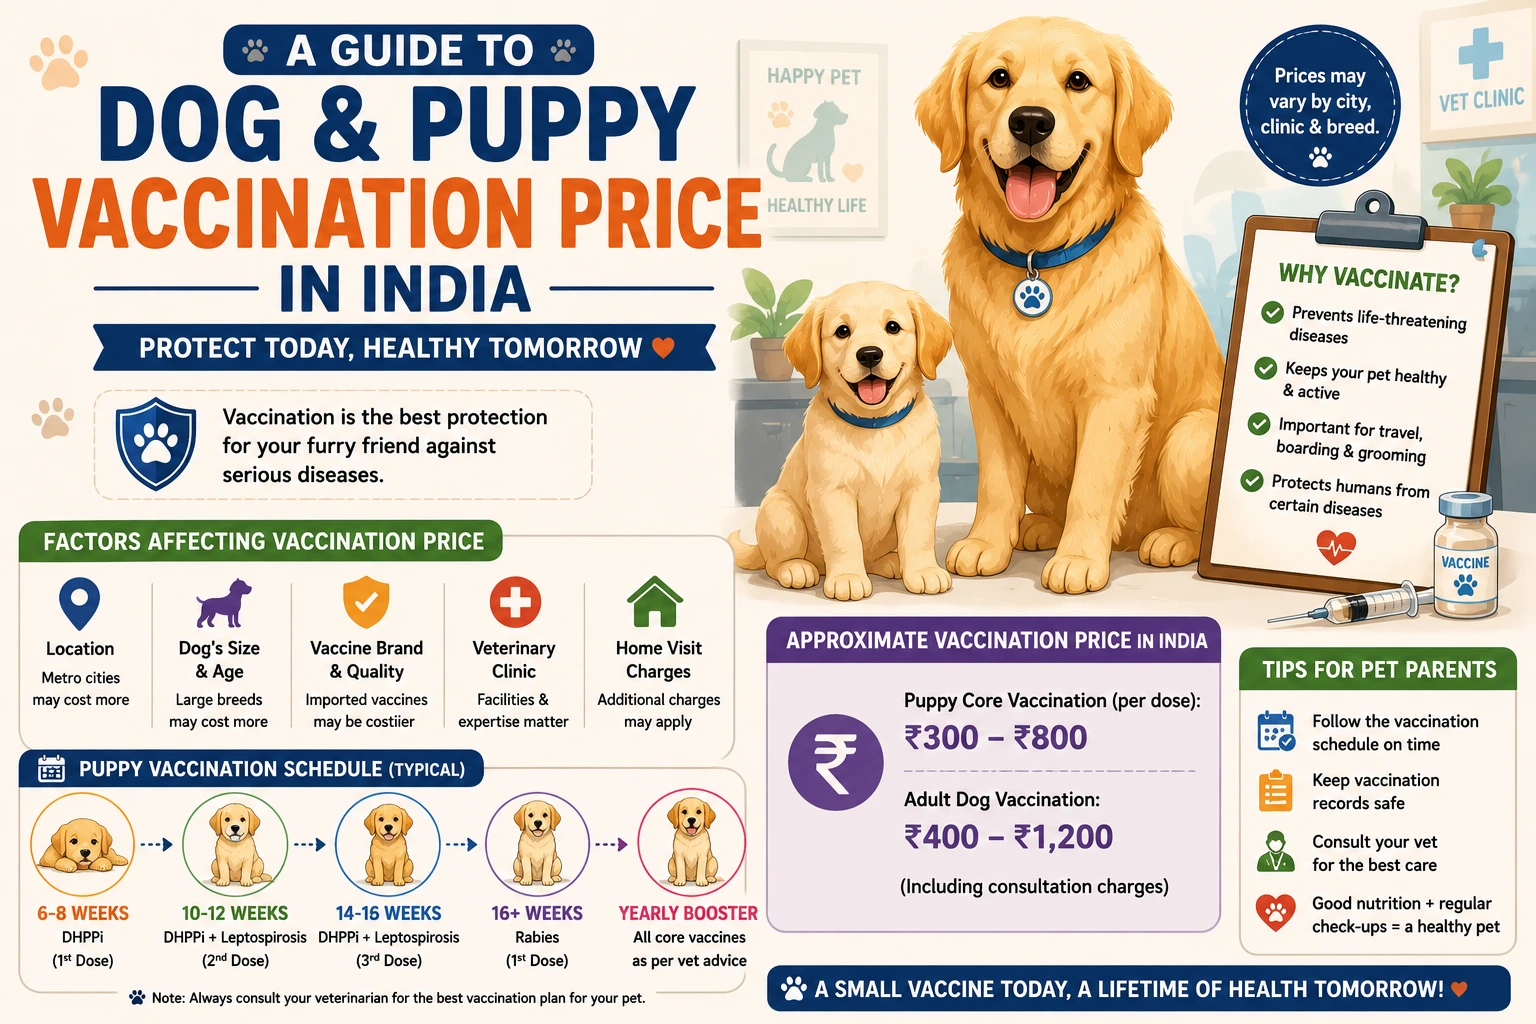 A GUIDE TO
DOG & PUPPY
VACCINATION PRICE
IN INDIA
PROTECT TODAY, HEALTHY TOMORROW
Vaccination is the best protection
for your furry friend against
serious diseases.
HAPPY PET
HEALTHY LIFE
Prices may
vary by city,
clinic & breed.
VET CLINIC
WHY VACCINATE?
Prevents life-threatening
diseases
Keeps your pet healthy
& active
Important for travel,
boarding & grooming
Protects humans from
certain diseases
VACCINE
FACTORS AFFECTING VACCINATION PRICE
Location
Metro cities
may cost more
Dog's Size
& Age
Large breeds
may cost more
Vaccine Brand
& Quality
Imported vaccines
may be costiier
Veterinary
Clinic
Facilities &
expertise matter
Home Visit
Charges
Additional charges
may apply
PUPPY VACCINATION SCHEDULE (TYPICAL)
6-8 WEEKS
DHPPi
(1st Dose)
10-12 WEEKS
DHPPi + Leptospirosis
(2nd Dose)
14-16 WEEKS
DHPPi + Leptospirosis
(3rd Dose)
16+ WEEKS
Rabies
(1st Dose)
YEARLY BOOSTER
All core vaccines
as per vet advice
Note: Always consult your veterinarian for the best vaccination plan for your pet.
APPROXIMATE VACCINATION PRICE IN INDIA
₹
Puppy Core Vaccination (per dose):
₹300 – ₹800
Adult Dog Vaccination:
₹400 – ₹1,200
(Including consultation charges)
TIPS FOR PET PARENTS
Follow the vaccination
schedule on time
Keep vaccination
records safe
Consult your vet
for the best care
Good nutrition + regular
check-ups = a healthy pet
A SMALL VACCINE TODAY, A LIFETIME OF HEALTH TOMORROW!